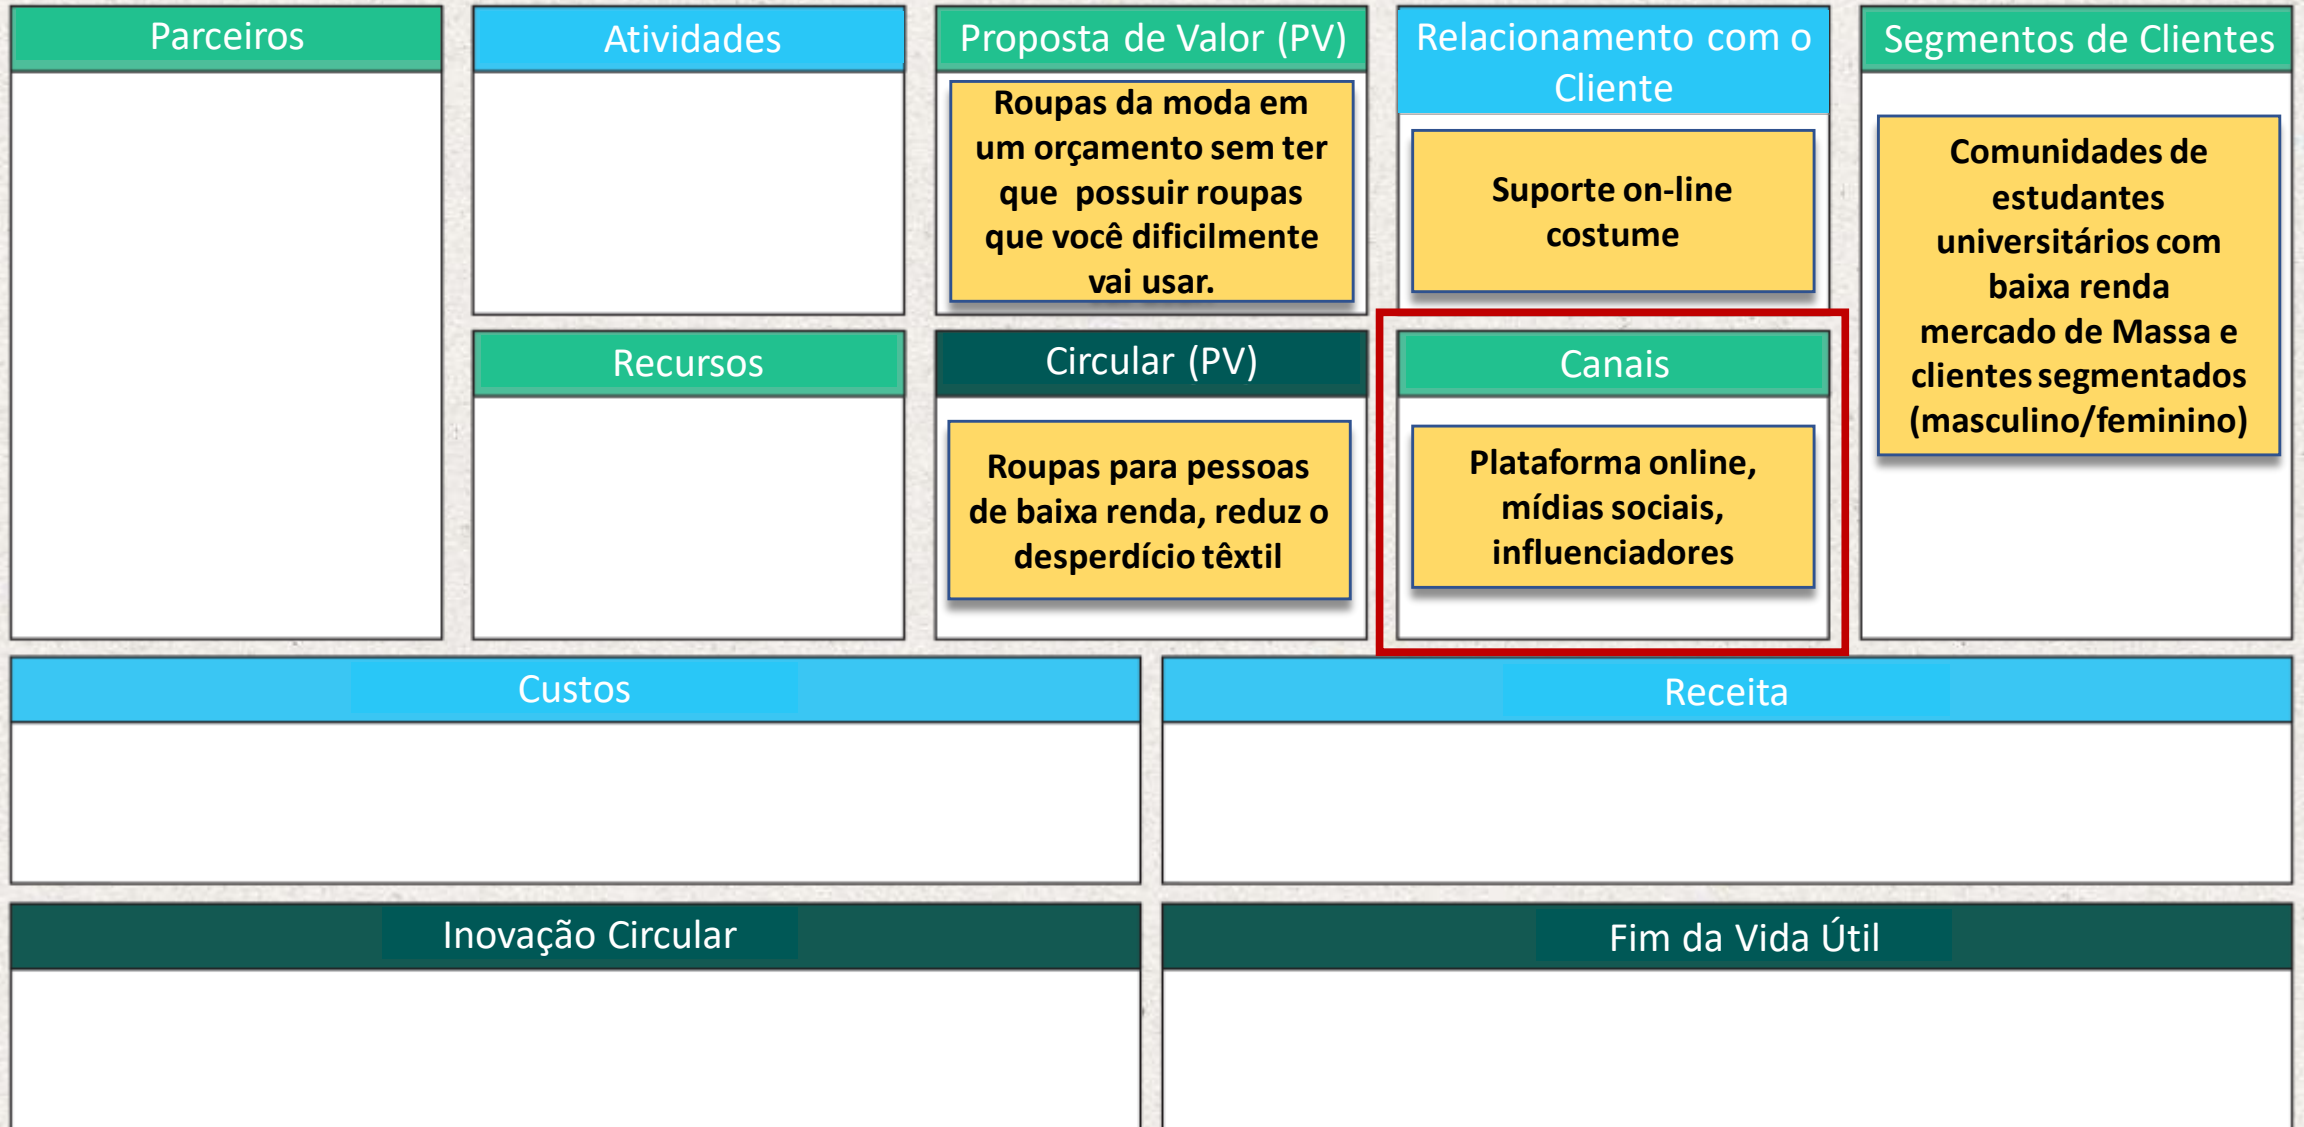 Parceiros
Atividades
Proposta de Valor (PV)
Roupas da moda em
um orçamento sem ter
que possuir roupas
que você dificilmente
vai usar.
Relacionamento com o
Cliente
Suporte on-line
costume
Segmentos de Clientes
Comunidades de
estudantes
universitários com
baixa renda
mercado de Massa e
clientes segmentados
(masculino/feminino)
Recursos
Circular (PV)
Roupas para pessoas
de baixa renda, reduz o
desperdício têxtil
Canais
Plataforma online,
mídias sociais,
influenciadores
Custos
Receita
Inovação Circular
Fim da Vida Útil